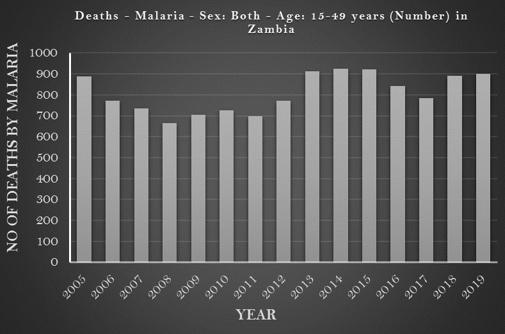 Deaths - Malaria - Sex: Both - Age: 15-49 years (Number) in
Zambia
NO OF DEATHS BY MALARIA
1000
900
800
700
600
500
400
300
200
100
0
2005 2006 2007 2008 2009 2010 2011 2012 2013 2014 2015 2016 2017 2018 2019
YEAR